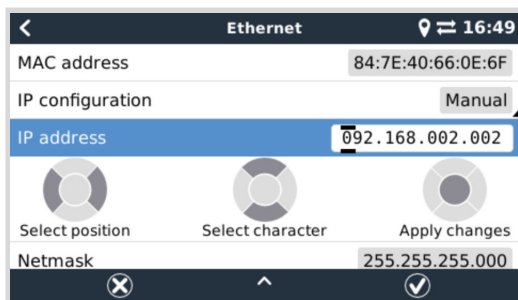 Ethernet 16:49
MAC address 84:7E:40:66:0E:6F
IP configuration Manual
IP address 092.168.002.002
Select position Select character Apply changes
Netmask 255.255.255.000